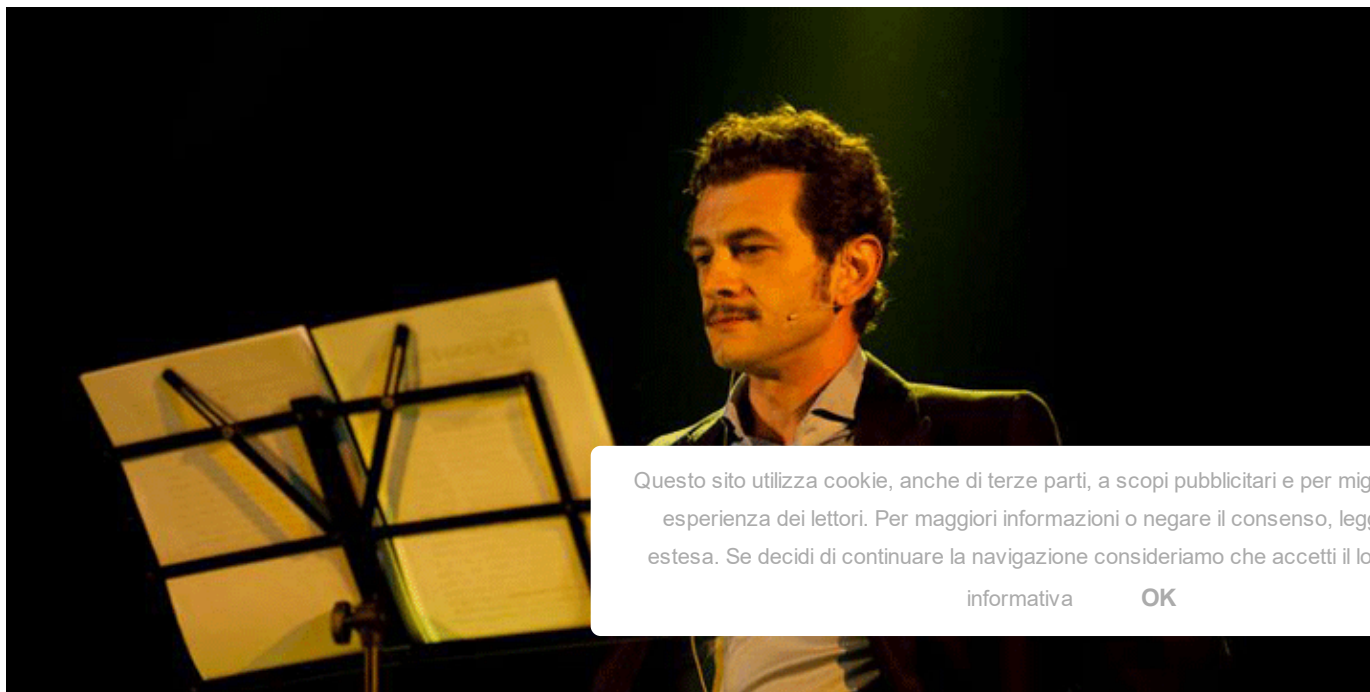 Questo sito utilizza cookie, anche di terze parti, a scopi pubblicitari e per mig
esperienza dei lettori. Per maggiori informazioni o negare il consenso, legg
estesa. Se decidi di continuare la navigazione consideriamo che accetti il lo
informativa OK